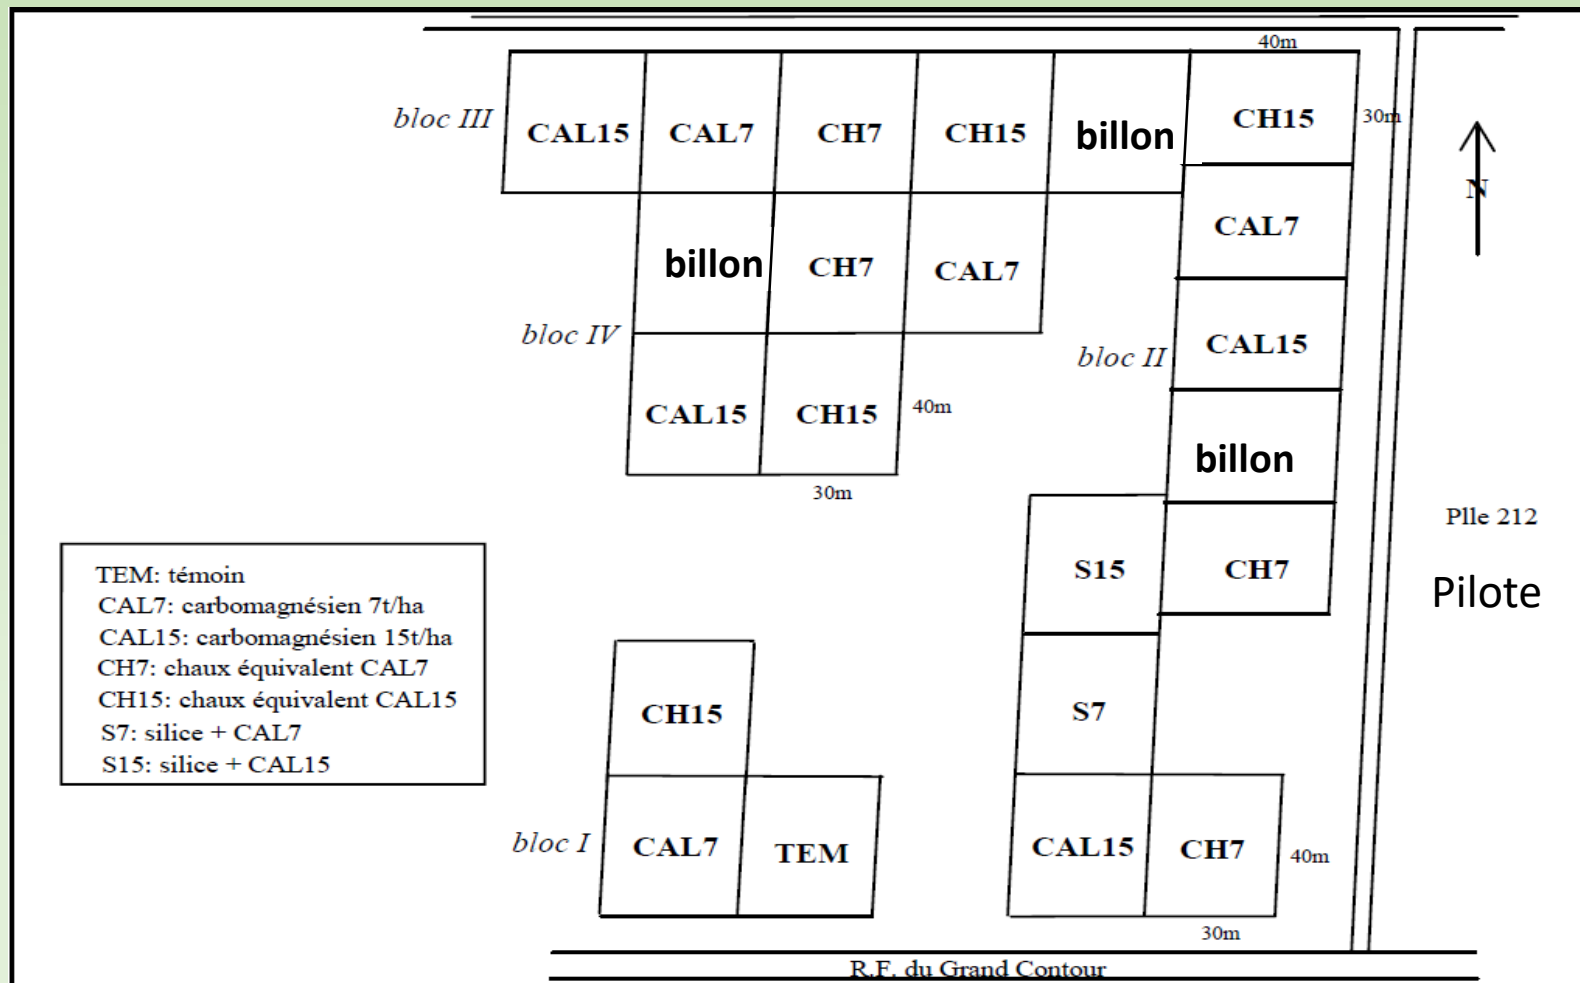 40m
bloc III
CAL15
CAL7
CH7
CH15
billon
CH15
30m
N
CAL7
billon
CH7
CAL7
bloc IV
bloc II
CAL15
CAL15
CH15
40m
billon
30m
Plle 212
S15
CH7
Pilote
TEM: témoin
CAL7: carbomagnésien 7t/ha
CAL15: carbomagnésien 15t/ha
CH7: chaux équivalent CAL7
CH15: chaux équivalent CAL15
S7: silice + CAL7
S15: silice + CAL15
CH15
S7
bloc I
CAL7
TEM
CAL15
CH7
40m
30m
R.F. du Grand Contour